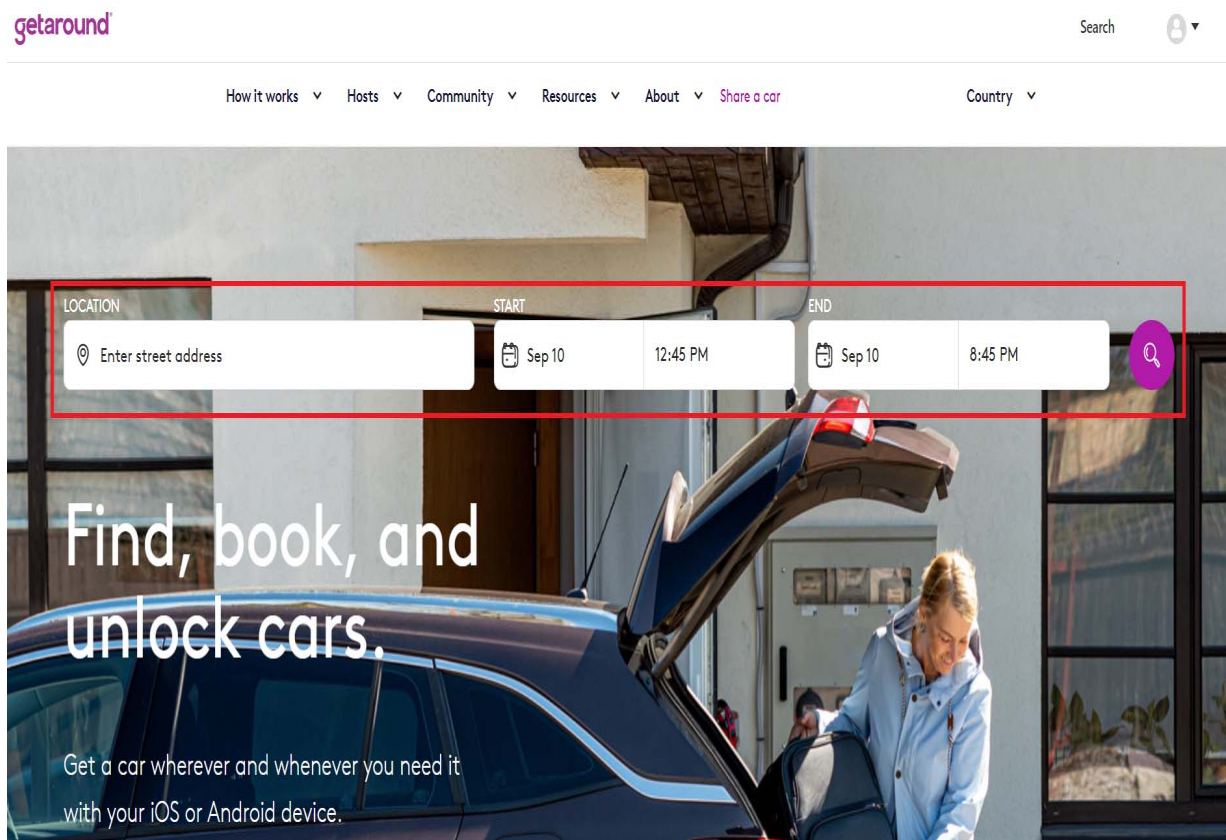 getaround
Search
How it works Hosts Community Resources About Share a car Country
LOCATION START END
Enter street address Sep 10 12:45 PM Sep 10 8:45 PM
Find, book, and
unlock cars.
Get a car wherever and whenever you need it
with your iOS or Android device.